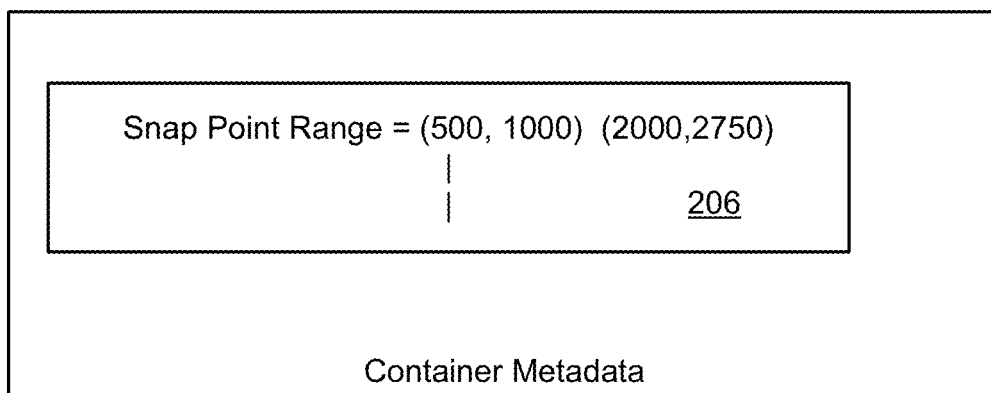 Snap Point Range = (500, 1000) (2000,2750)
206
Container Metadata